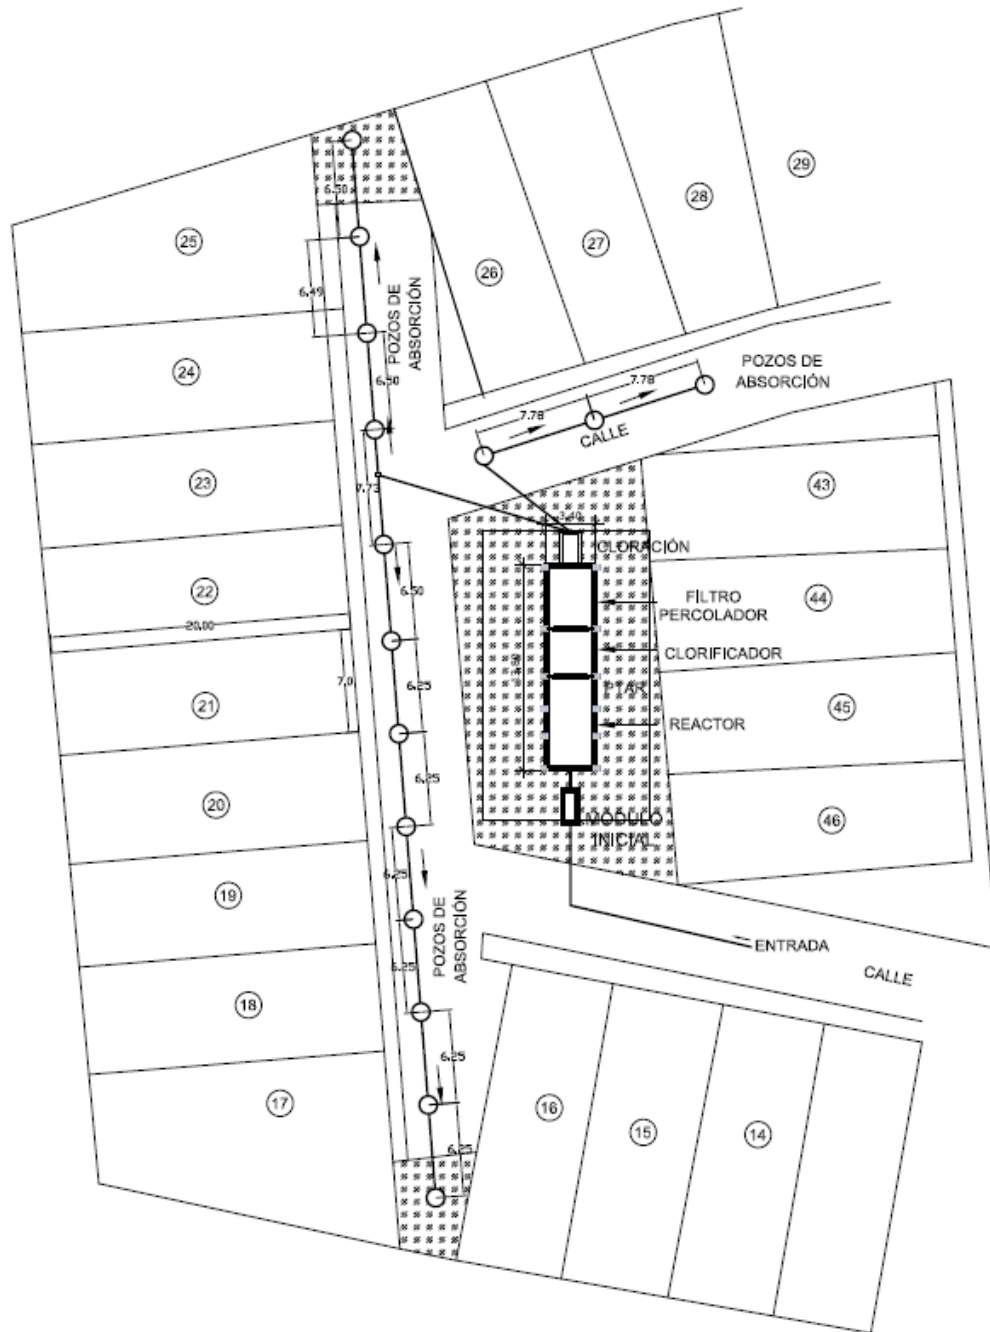 29
28
27
26
25
6.50
6.49
POZOS DE
ABSORCIÓN
24
6.50
POZOS DE
ABSORCIÓN
7.78
7.78
CALLE
23
7.73
43
3.40
CLORACIÓN
22
6.50
FILTRO
PERCOLADOR
44
20.00
CLORIFICADOR
6.25
7.0
PTAR
21
45
REACTOR
6.25
20
MODULO
INICIAL
46
6.25
19
POZOS DE
ABSORCIÓN
ENTRADA
6.25
CALLE
18
6.25
17
16
15
14
6.25